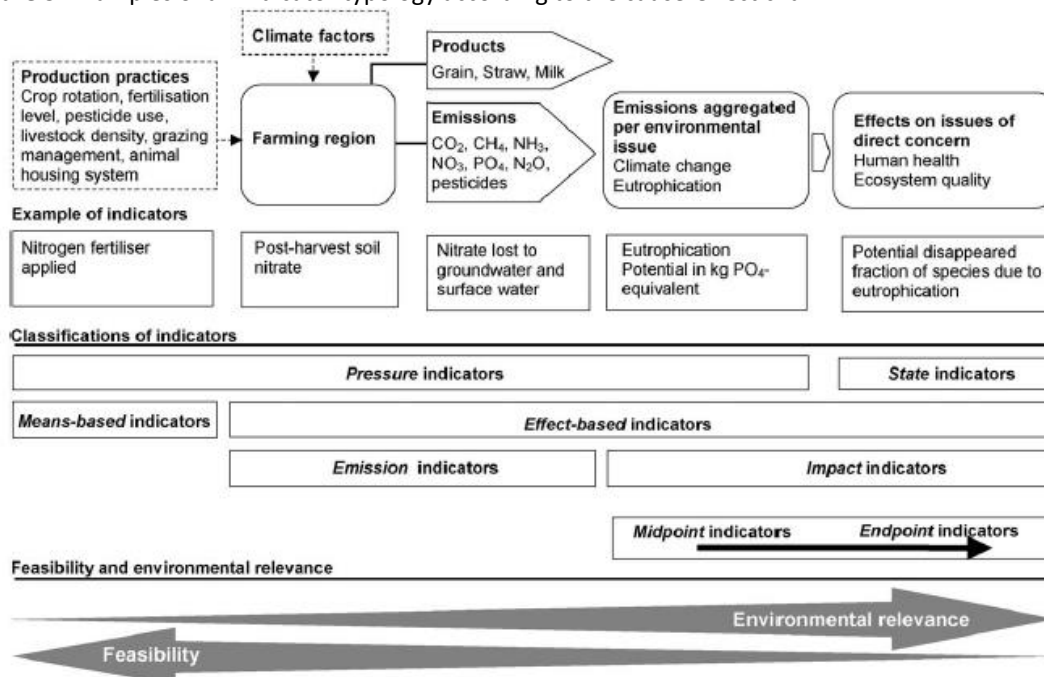 Climate factors
Products
Grain, Straw, Milk
Production practices
Crop rotation, fertilisation
level, pesticide use,
livestock density, grazing
management, animal
housing system
Farming region
Emissions
CO₂, CH₄, NH₃,
NO₃, PO₄, N₂O,
pesticides
Emissions aggregated
per environmental
issue
Climate change
Eutrophication
Effects on issues of
direct concern
Human health
Ecosystem quality
Example of indicators
Nitrogen fertiliser
applied
Post-harvest soil
nitrate
Nitrate lost to
groundwater and
surface water
Eutrophication
Potential in kg PO₄-
equivalent
Potential disappeared
fraction of species due to
eutrophication
Classifications of indicators
Pressure indicators
State indicators
Means-based indicators
Effect-based indicators
Emission indicators
Impact indicators
Midpoint indicators
Endpoint indicators
Feasibility and environmental relevance
Environmental relevance
Feasibility